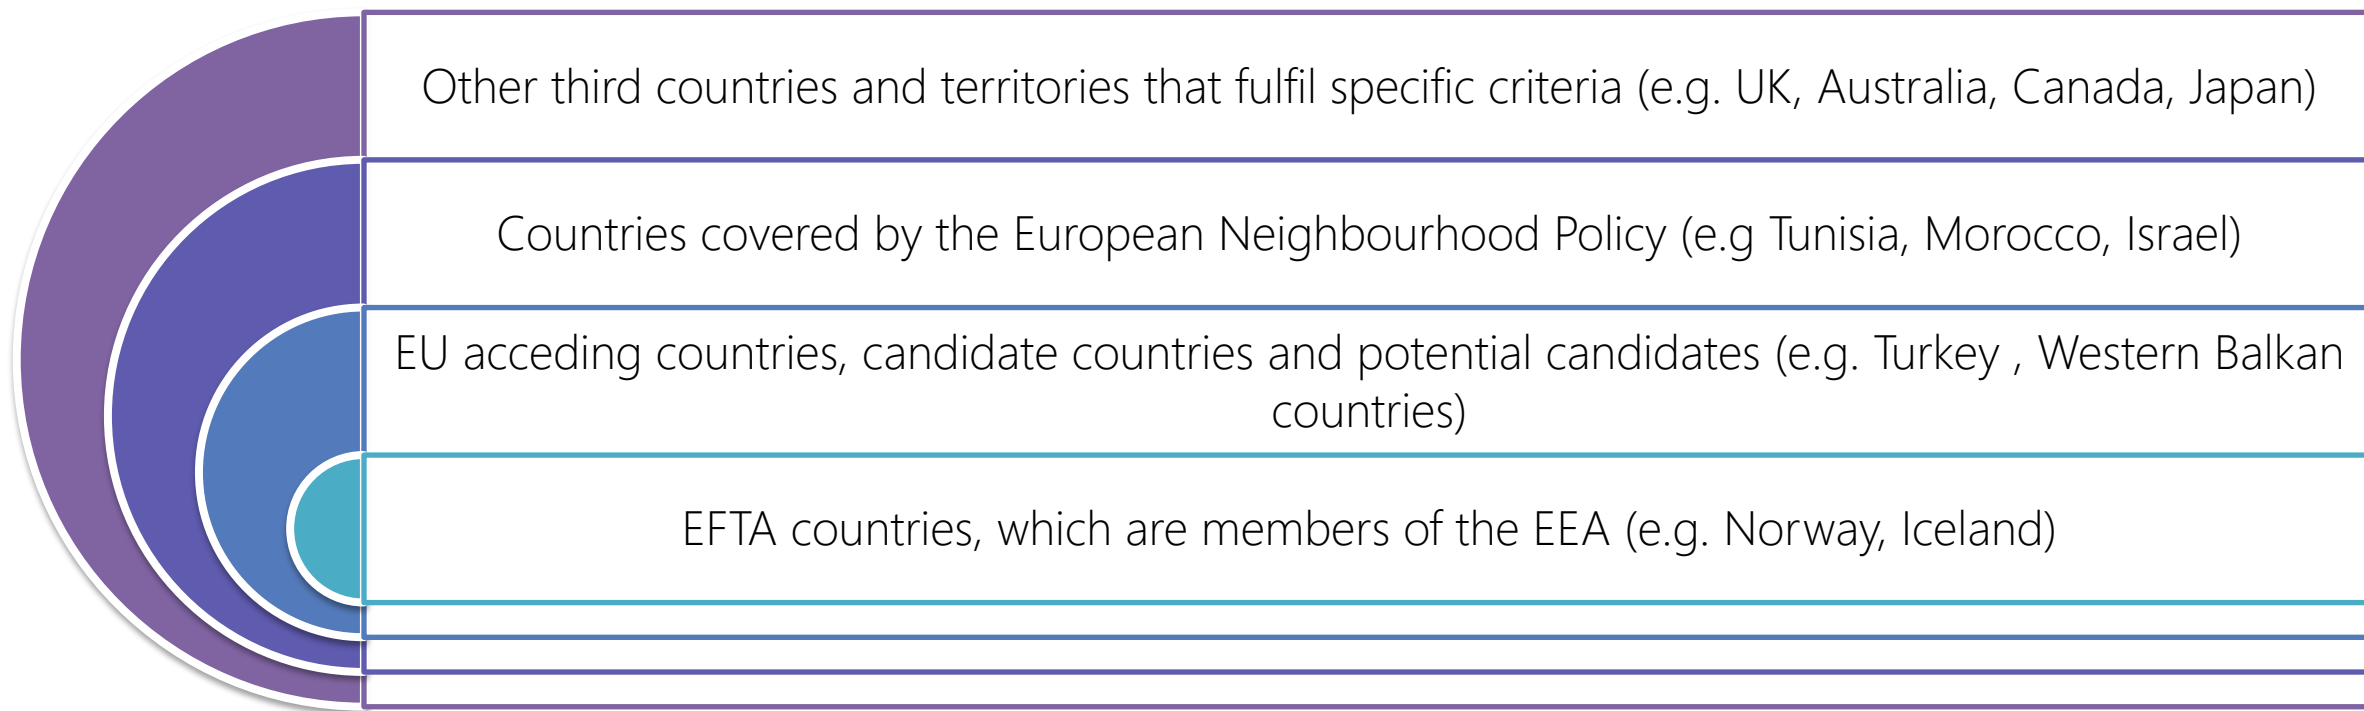 Other third countries and territories that fulfil specific criteria (e.g. UK, Australia, Canada, Japan)
Countries covered by the European Neighbourhood Policy (e.g Tunisia, Morocco, Israel)
EU acceding countries, candidate countries and potential candidates (e.g. Turkey , Western Balkan
countries)
EFTA countries, which are members of the EEA (e.g. Norway, Iceland)